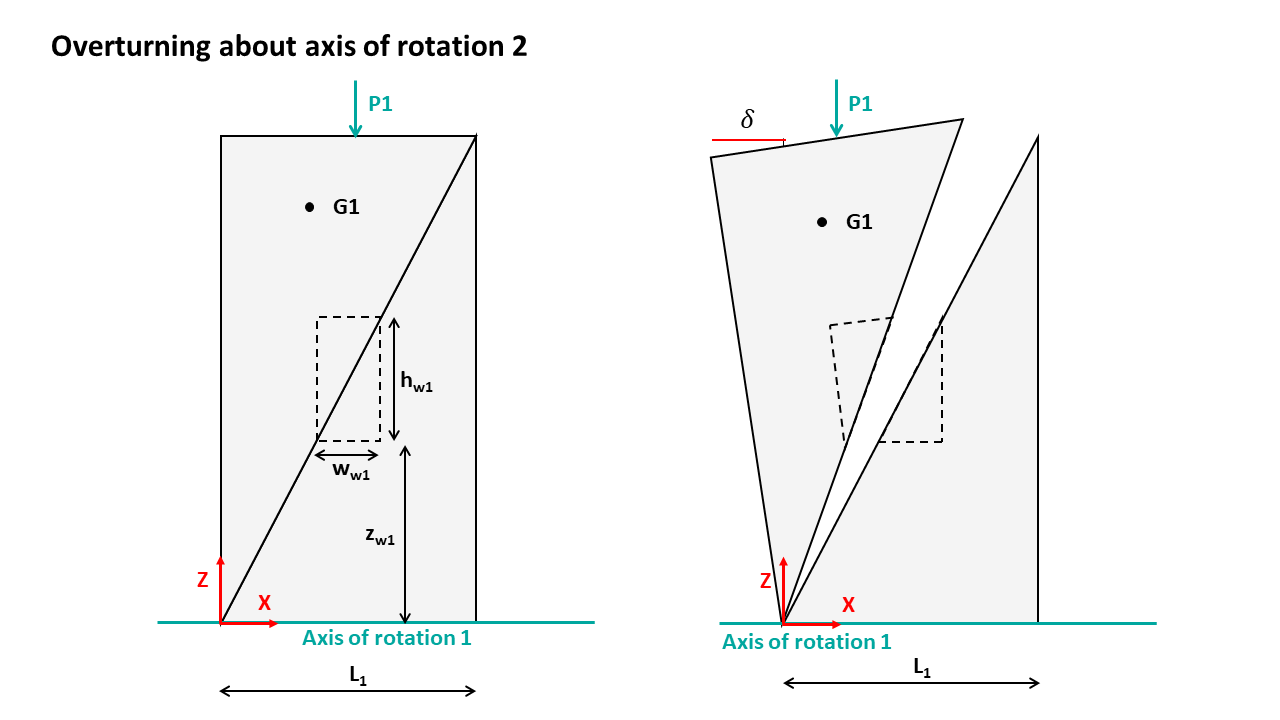 Overturning about axis of rotation 2
P1
G1
hw1
ww1
zw1
Z
X
Axis of rotation 1
L1
δ
P1
G1
Z
X
Axis of rotation 1
L1